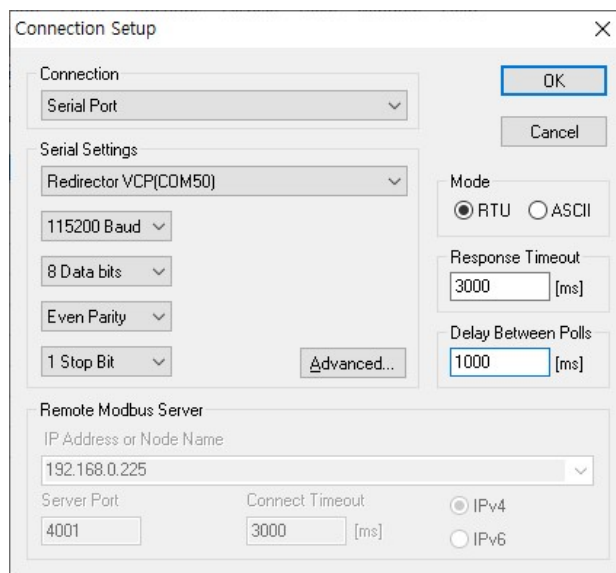 Connection Setup
Connection
Serial Port
OK
Cancel
Serial Settings
Redirector VCP(COM50)
115200 Baud
8 Data bits
Even Parity
1 Stop Bit
Advanced...
Mode
RTU ASCII
Response Timeout
3000 [ms]
Delay Between Polls
1000 [ms]
Remote Modbus Server
IP Address or Node Name
192.168.0.225
Server Port
4001
Connect Timeout
3000 [ms]
IPv4
IPv6